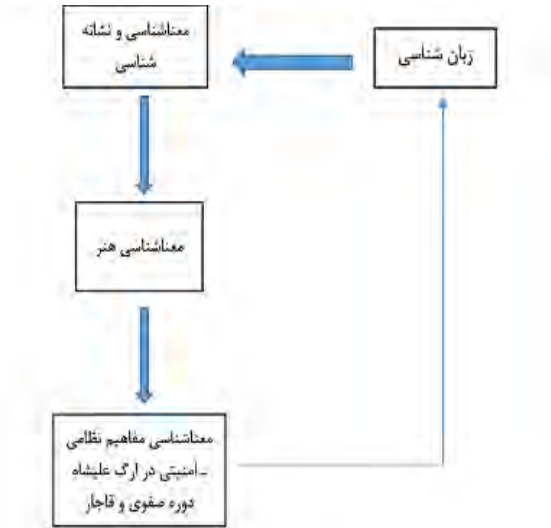 زبان شناسی
معناشناسی و نشانه
شناسی
معناشناسی هنر
معناشناسی مفاهیم نظامی
ـ امنیتی در ارگ علیشاه
دوره صفوی و قاجار